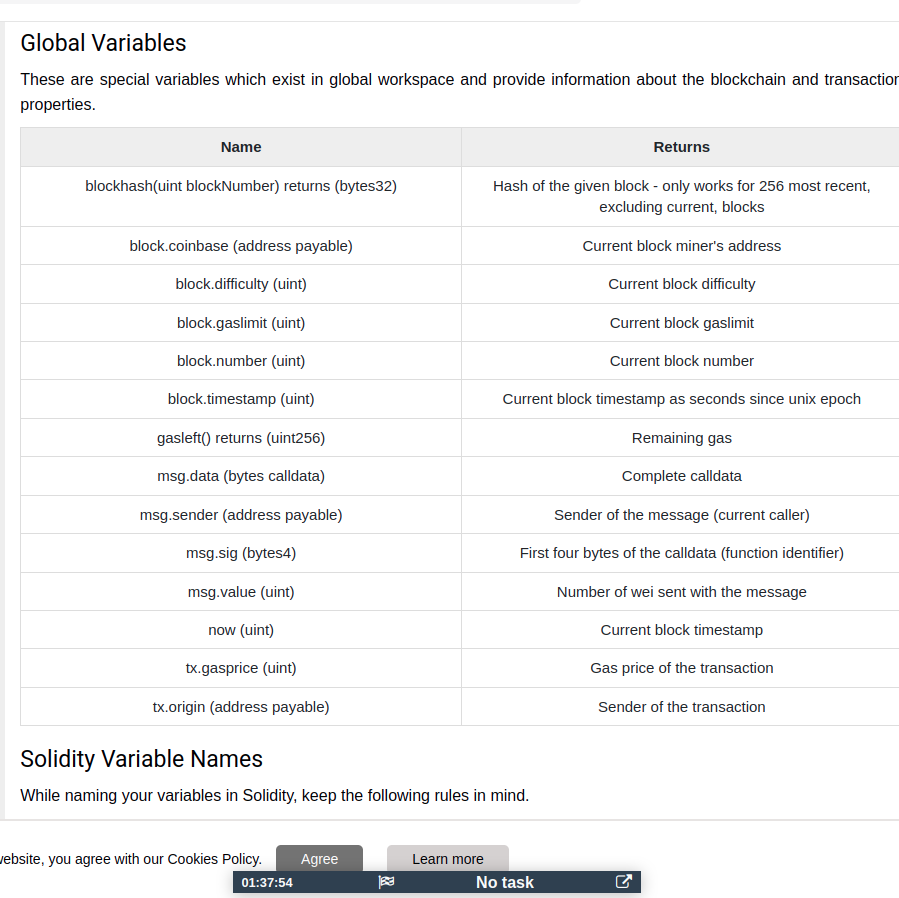 Global Variables
These are special variables which exist in global workspace and provide information about the blockchain and transaction
properties.
Name Returns
blockhash(uint blockNumber) returns (bytes32) Hash of the given block - only works for 256 most recent,
excluding current, blocks
block.coinbase (address payable) Current block miner's address
block.difficulty (uint) Current block difficulty
block.gaslimit (uint) Current block gaslimit
block.number (uint) Current block number
block.timestamp (uint) Current block timestamp as seconds since unix epoch
gasleft() returns (uint256) Remaining gas
msg.data (bytes calldata) Complete calldata
msg.sender (address payable) Sender of the message (current caller)
msg.sig (bytes4) First four bytes of the calldata (function identifier)
msg.value (uint) Number of wei sent with the message
now (uint) Current block timestamp
tx.gasprice (uint) Gas price of the transaction
tx.origin (address payable) Sender of the transaction
Solidity Variable Names
While naming your variables in Solidity, keep the following rules in mind.
website, you agree with our Cookies Policy. Agree Learn more
01:37:54 No task